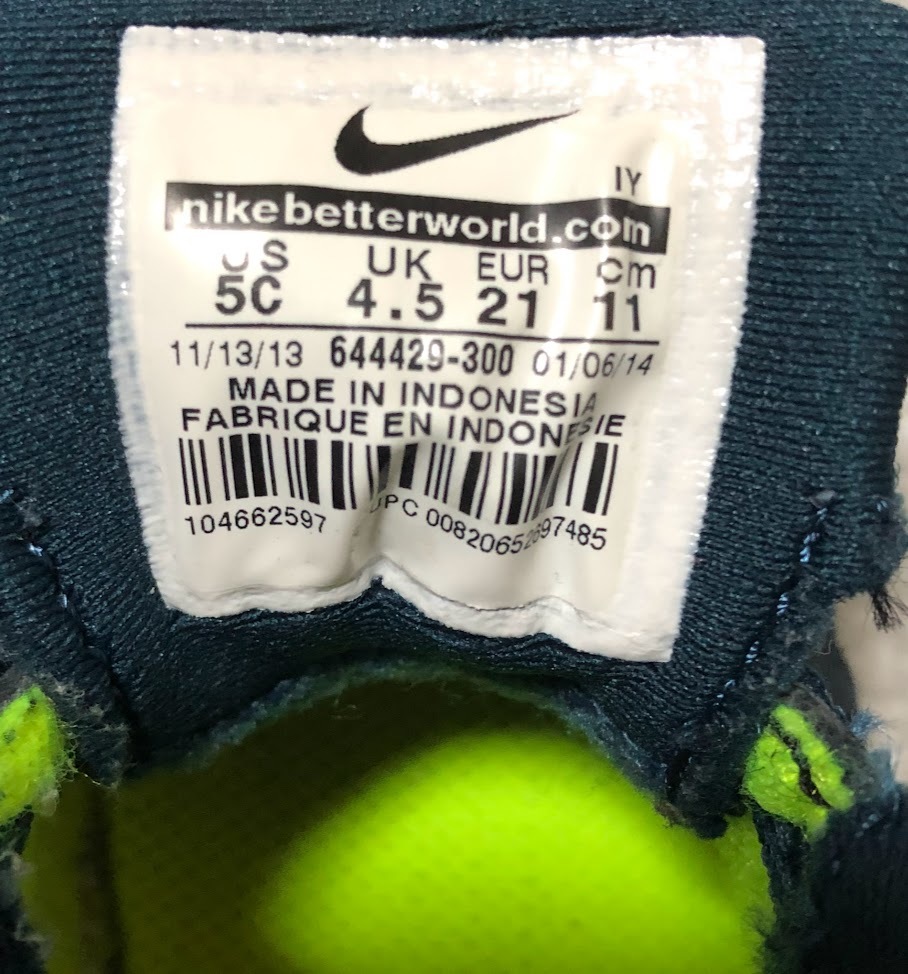 IY
nikebetterworld.com
US UK EUR cm
5C 4.5 21 11
11/13/13 644429-300 01/06/14
MADE IN INDONESIA
FABRIQUE EN INDONESIE
104662597 UPC 00820652697485